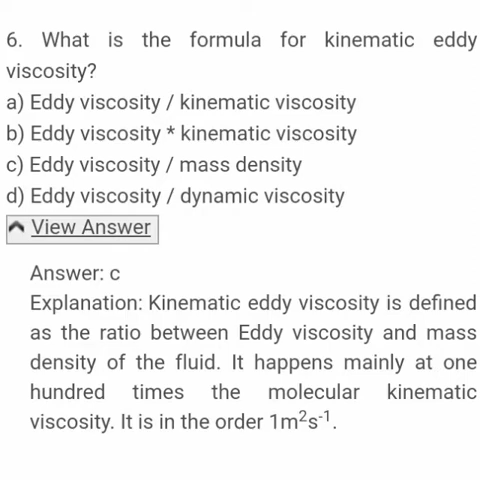 6. What is the formula for kinematic eddy
viscosity?
a) Eddy viscosity / kinematic viscosity
b) Eddy viscosity * kinematic viscosity
c) Eddy viscosity / mass density
d) Eddy viscosity / dynamic viscosity
View Answer
Answer: c
Explanation: Kinematic eddy viscosity is defined
as the ratio between Eddy viscosity and mass
density of the fluid. It happens mainly at one
hundred times the molecular kinematic
viscosity. It is in the order 1m²s⁻¹.